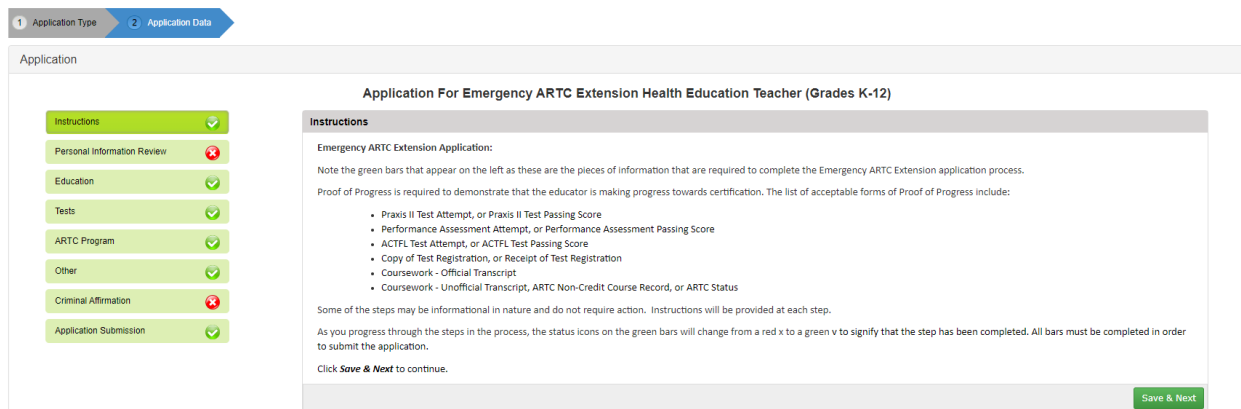 1 Application Type 2 Application Data
Application
Application For Emergency ARTC Extension Health Education Teacher (Grades K-12)
Instructions
Personal Information Review
Education
Tests
ARTC Program
Other
Criminal Affirmation
Application Submission
Instructions
Emergency ARTC Extension Application:
Note the green bars that appear on the left as these are the pieces of information that are required to complete the Emergency ARTC Extension application process.
Proof of Progress is required to demonstrate that the educator is making progress towards certification. The list of acceptable forms of Proof of Progress include:
• Praxis II Test Attempt, or Praxis II Test Passing Score
• Performance Assessment Attempt, or Performance Assessment Passing Score
• ACTFL Test Attempt, or ACTFL Test Passing Score
• Copy of Test Registration, or Receipt of Test Registration
• Coursework - Official Transcript
• Coursework - Unofficial Transcript, ARTC Non-Credit Course Record, or ARTC Status
Some of the steps may be informational in nature and do not require action. Instructions will be provided at each step.
As you progress through the steps in the process, the status icons on the green bars will change from a red x to a green v to signify that the step has been completed. All bars must be completed in order
to submit the application.
Click Save & Next to continue.
Save & Next